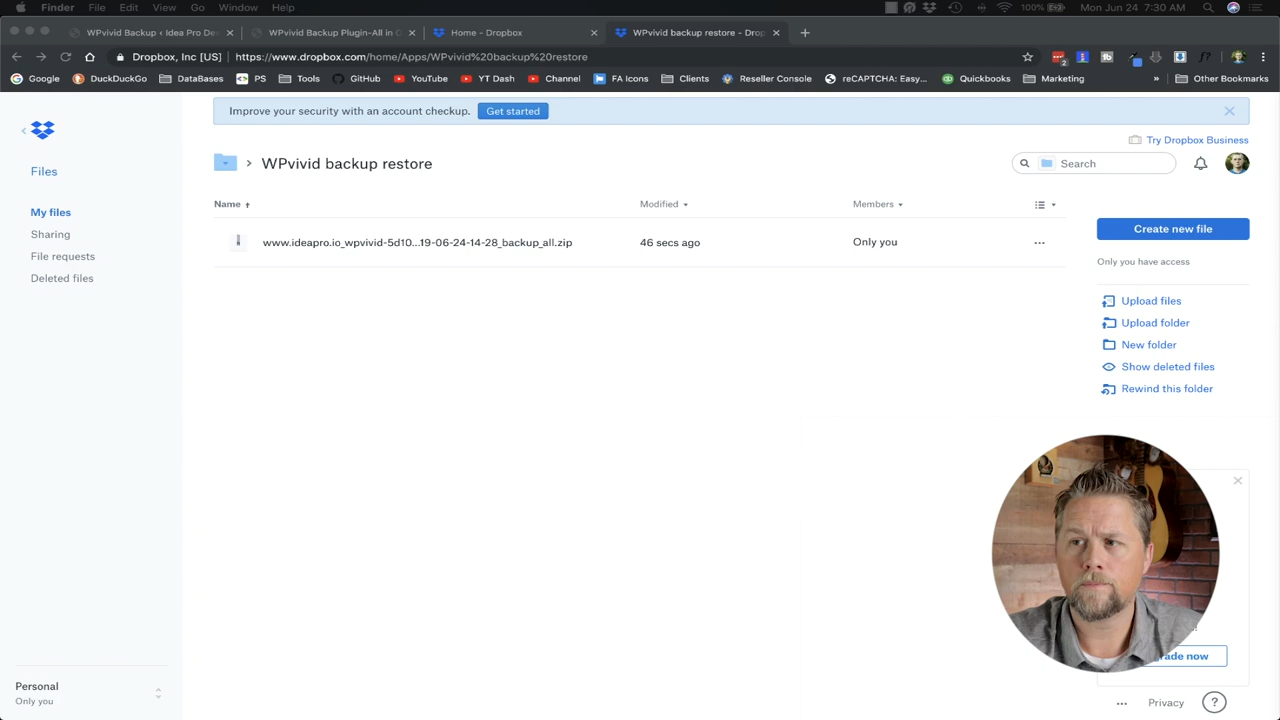 Finder File Edit View Go Window Help 100% Mon Jun 24 7:30 AM
WPvivid Backup ‹ Idea Pro De
WPvivid Backup Plugin-All in C
Home - Dropbox
WPvivid backup restore - Drop
Dropbox, Inc [US] https://www.dropbox.com/home/Apps/WPvivid%20backup%20restore
Google DuckDuckGo DataBases PS Tools GitHub YouTube YT Dash Channel FA Icons Clients Reseller Console reCAPTCHA: Easy... Quickbooks Marketing » Other Bookmarks
Improve your security with an account checkup. Get started
Try Dropbox Business
WPvivid backup restore
Search
Files
My files
Sharing
File requests
Deleted files
Name Modified Members
www.ideapro.io_wpvivid-5d10...19-06-24-14-28_backup_all.zip 46 secs ago Only you
Create new file
Only you have access
Upload files
Upload folder
New folder
Show deleted files
Rewind this folder
rade now
Personal
Only you
Privacy
?